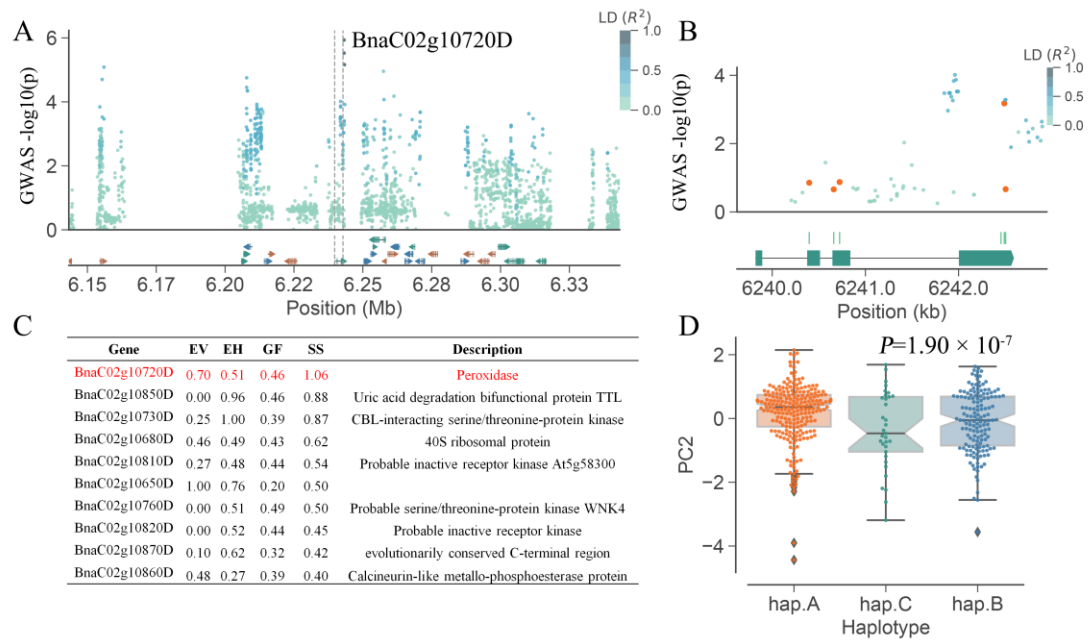 A
BnaC02g10720D
LD (R²)
1.0
0.5
0.0
GWAS -log10(p)
6
4
2
0
6.15 6.17 6.20 6.22 6.25 6.28 6.30 6.33
Position (Mb)
B
LD (R²)
1.0
0.5
0.0
GWAS -log10(p)
4
2
0
6240.0 6241.0 6242.0
Position (kb)
C
Gene EV EH GF SS Description
BnaC02g10720D 0.70 0.51 0.46 1.06 Peroxidase
BnaC02g10850D 0.00 0.96 0.46 0.88 Uric acid degradation bifunctional protein TTL
BnaC02g10730D 0.25 1.00 0.39 0.87 CBL-interacting serine/threonine-protein kinase
BnaC02g10680D 0.46 0.49 0.43 0.62 40S ribosomal protein
BnaC02g10810D 0.27 0.48 0.44 0.54 Probable inactive receptor kinase At5g58300
BnaC02g10650D 1.00 0.76 0.20 0.50
BnaC02g10760D 0.00 0.51 0.49 0.50 Probable serine/threonine-protein kinase WNK4
BnaC02g10820D 0.00 0.52 0.44 0.45 Probable inactive receptor kinase
BnaC02g10870D 0.10 0.62 0.32 0.42 evolutionarily conserved C-terminal region
BnaC02g10860D 0.48 0.27 0.39 0.40 Calcineurin-like metallo-phosphoesterase protein
D
P=1.90 × 10⁻⁷
PC2
2
0
−2
−4
hap.A hap.C hap.B
Haplotype